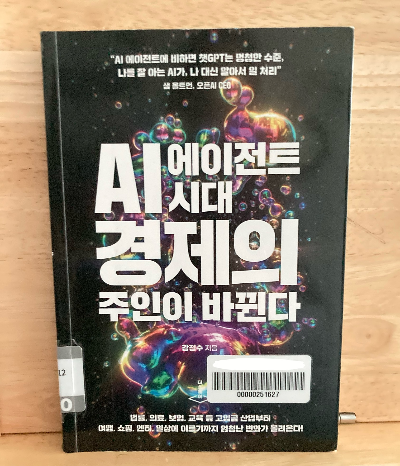 "AI 에이전트에 비하면 챗GPT는 멍청한 수준,
나를 잘 아는 AI가, 나 대신 알아서 일 처리"
샘 올트먼, 오픈AI CEO
AI 에이전트
시대
경제의
주인이 바뀐다
강정수 지음
00000251627
12
0
법률, 의료, 보험, 교육 등 고임금 산업부터
여행, 쇼핑, 엔터, 일상에 이르기까지 엄청난 변화가 몰려온다!